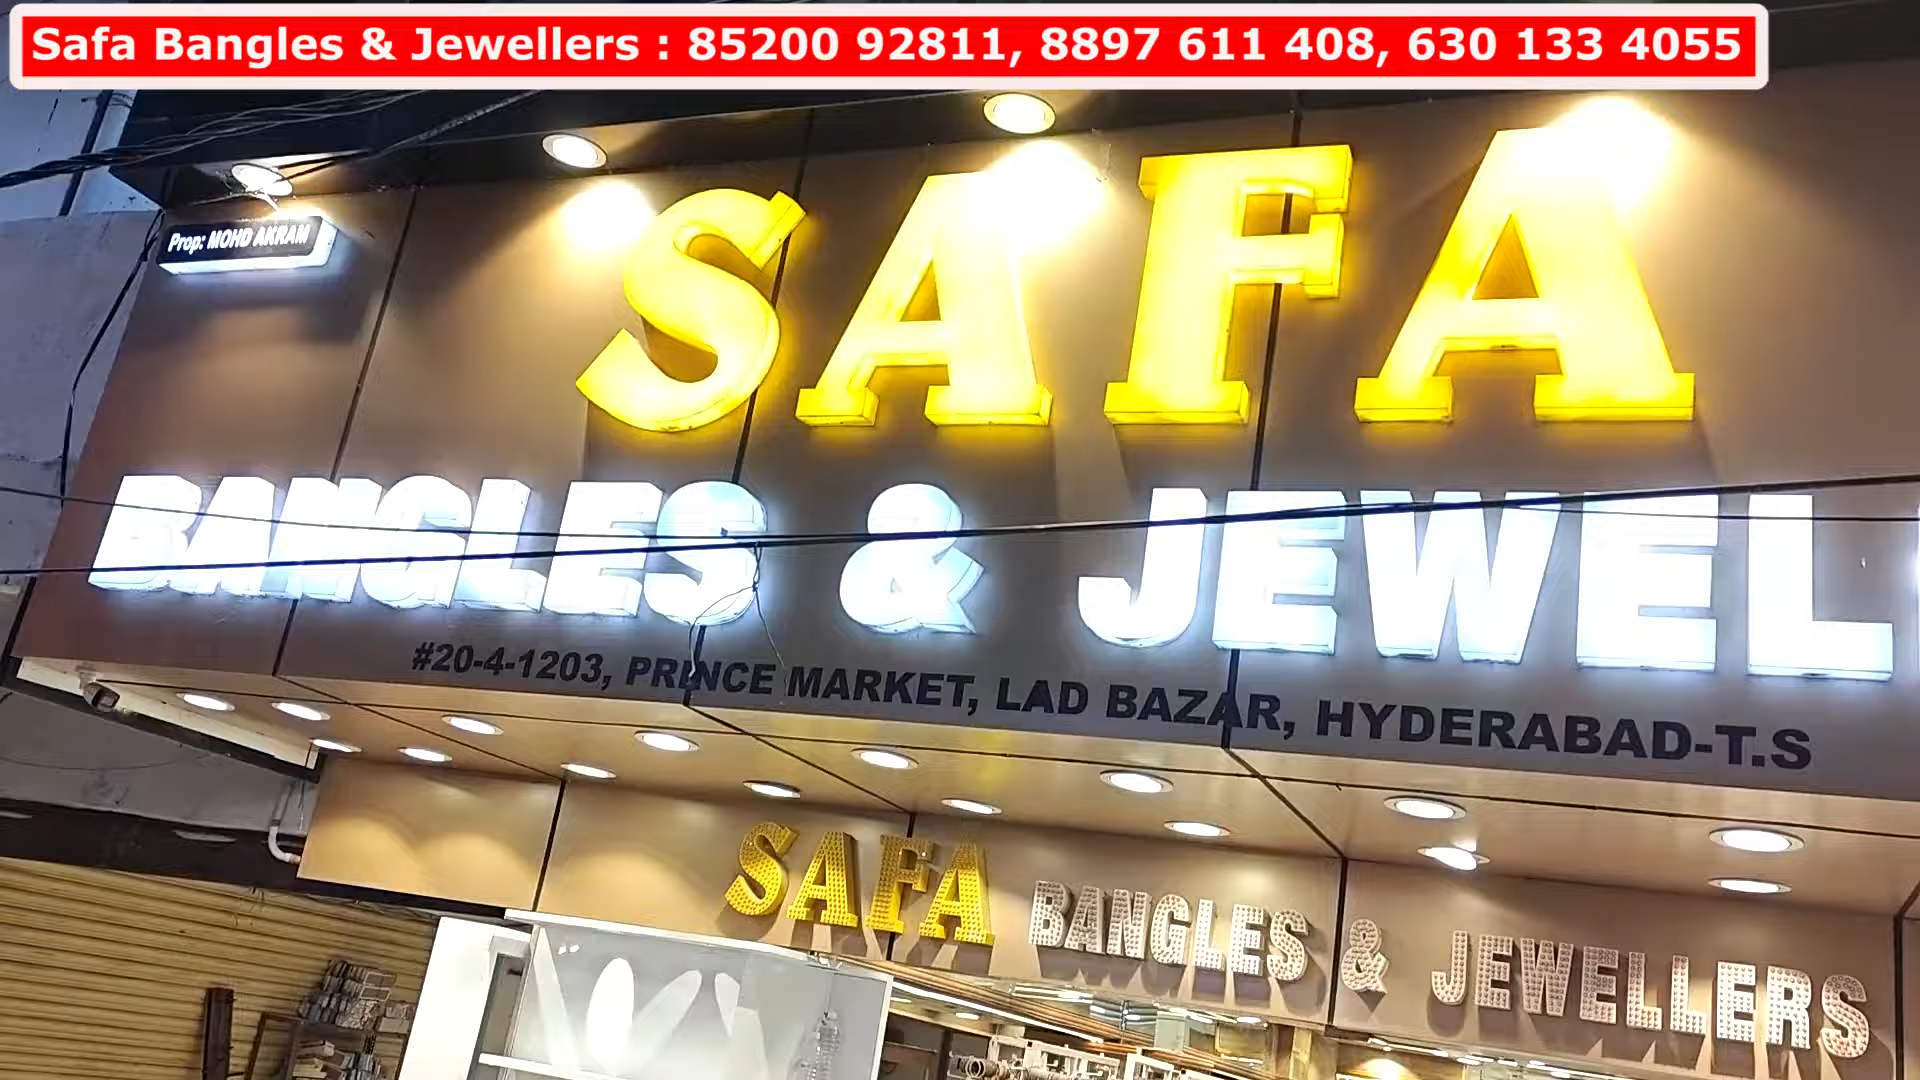 Safa Bangles & Jewellers : 85200 92811, 8897 611 408, 630 133 4055
Prop: MOHD AKRAM
SAFA
BANGLES & JEWEL
#20-4-1203, PRINCE MARKET, LAD BAZAR, HYDERABAD-T.S
SAFA BANGLES & JEWELLERS